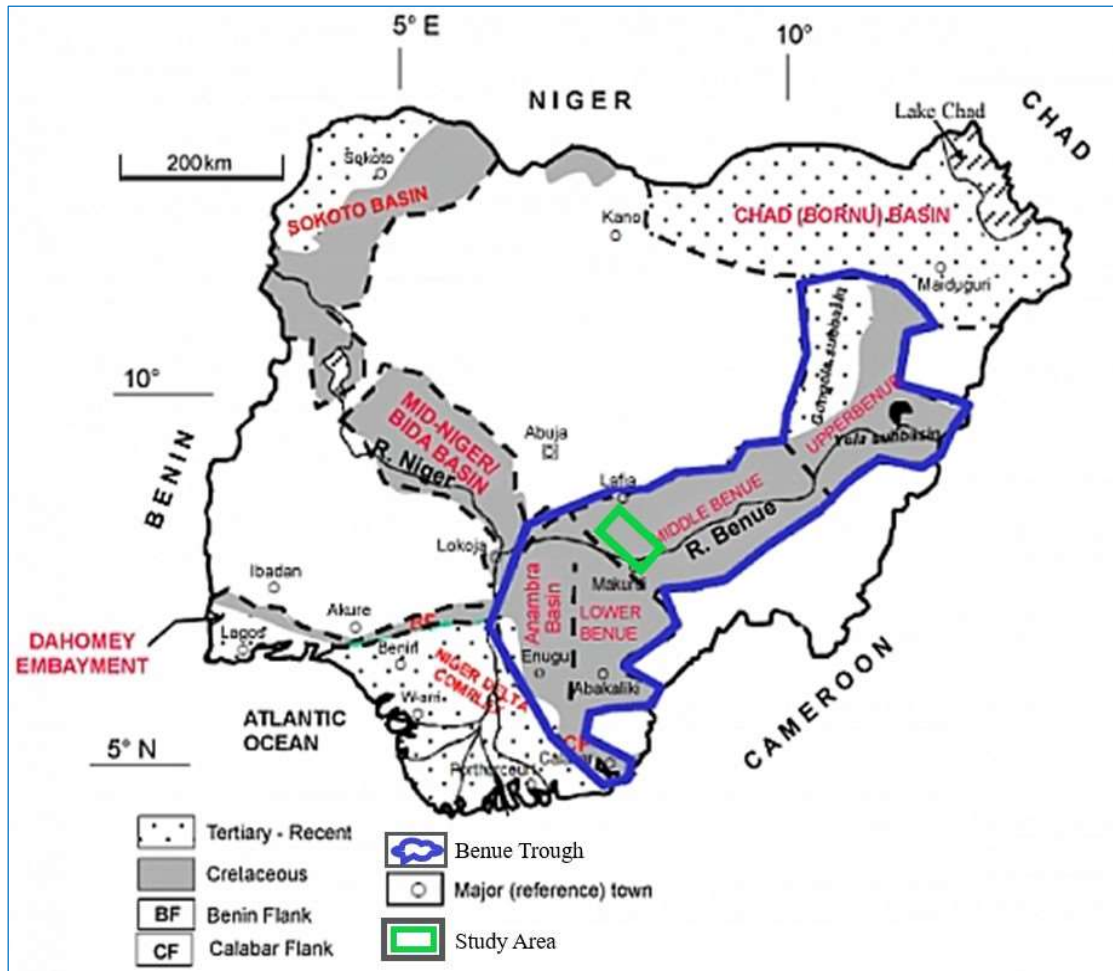 5° E
10°
NIGER
Lake Chad
CHAD
200km
Sokoto
SOKOTO BASIN
Kano
CHAD (BORNU) BASIN
Maiduguri
Gongola subbasin
10°
MID-NIGER/
BIDA BASIN
R. Niger
Abuja
UPPERBENUE
Yola subbasin
BENIN
Lafia
MIDDLE BENUE
R. Benue
Lokoja
Makurdi
Ibadan
Anambra
Basin
LOWER
BENUE
Akure
BF
DAHOMEY
EMBAYMENT
Lagos
Benin
Enugu
Abakaliki
NIGER DELTA
Warri
CAMEROON
ATLANTIC
OCEAN
CF
5° N
Tertiary - Recent
Cretaceous
BF
Benin Flank
CF
Calabar Flank
Benue Trough
Major (reference) town
Study Area